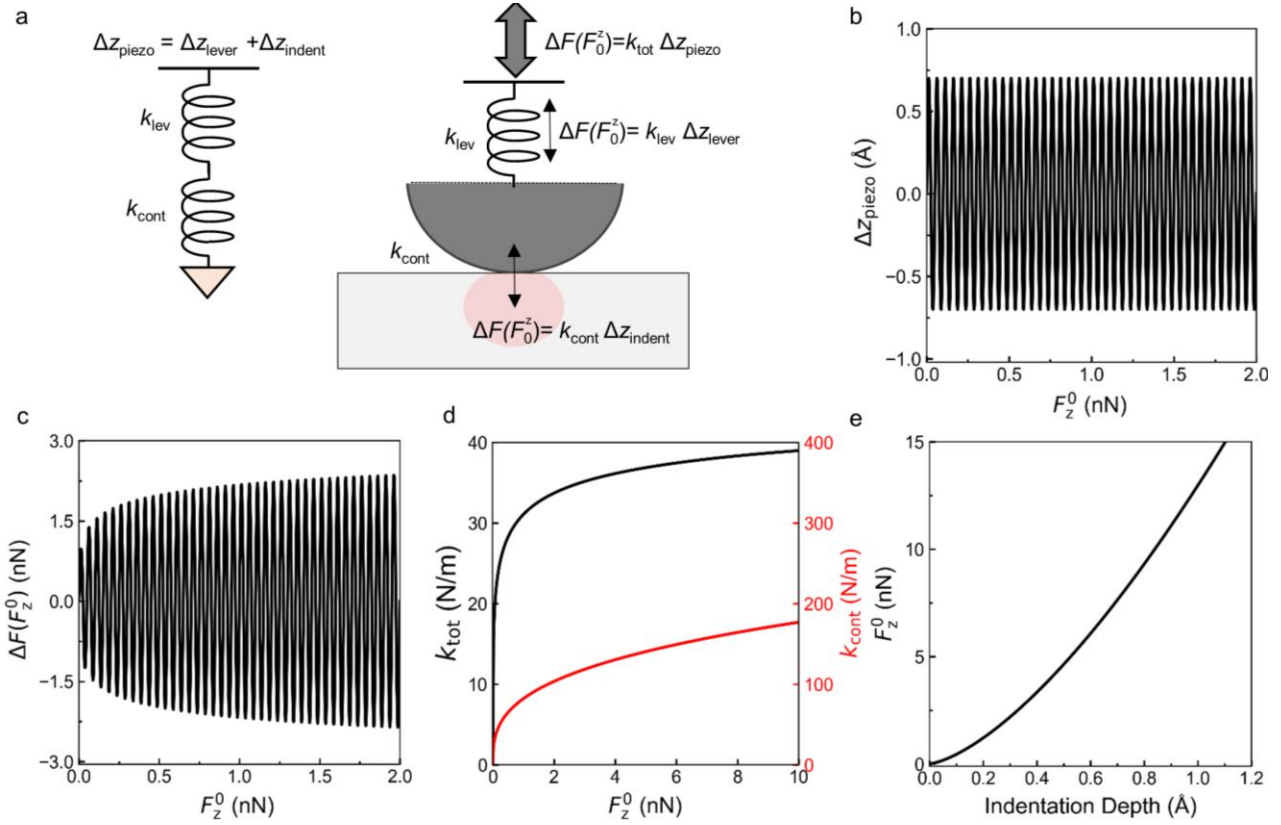 a
Δz_piezo = Δz_lever +Δz_indent
k_lev
k_cont
ΔF(F_0^z)=k_tot Δz_piezo
k_lev
ΔF(F_0^z)= k_lev Δz_lever
k_cont
ΔF(F_0^z)= k_cont Δz_indent
b
Δz_piezo (Å)
1.0
0.5
0.0
−0.5
−1.0
0.0 0.5 1.0 1.5 2.0
F_z^0 (nN)
c
ΔF(F_z^0) (nN)
3.0
1.5
0.0
−1.5
−3.0
0.0 0.5 1.0 1.5 2.0
F_z^0 (nN)
d
k_tot (N/m)
40
30
20
10
0
0 2 4 6 8 10
F_z^0 (nN)
400
300
200
100
0
k_cont (N/m)
e
F_z^0 (nN)
15
10
5
0
0.0 0.2 0.4 0.6 0.8 1.0 1.2
Indentation Depth (Å)